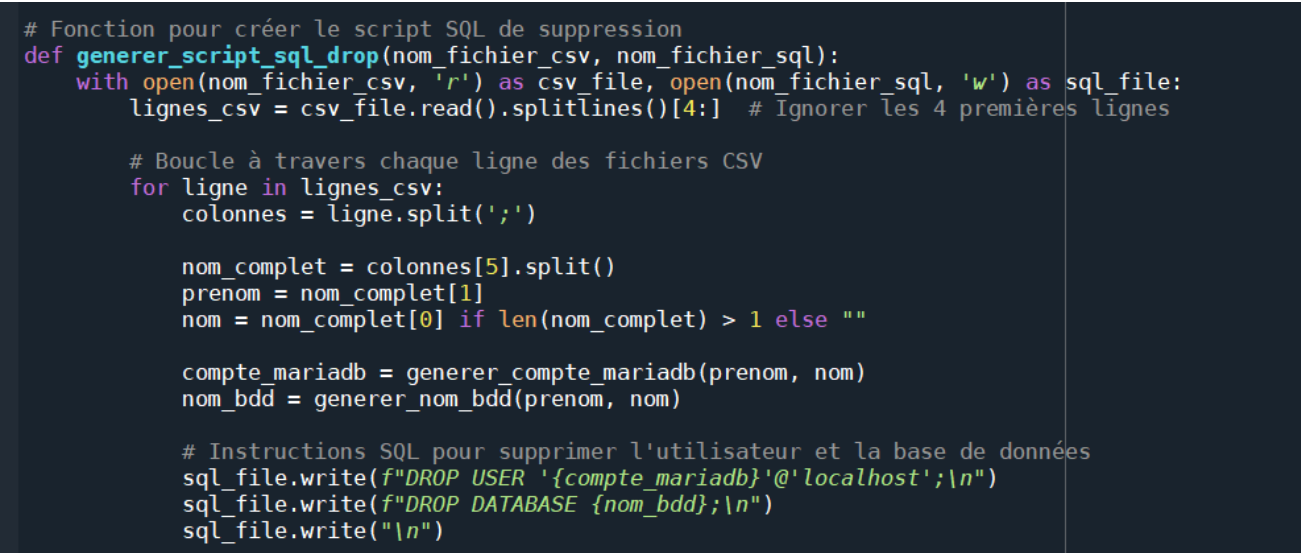 # Fonction pour créer le script SQL de suppression
def generer_script_sql_drop(nom_fichier_csv, nom_fichier_sql):
    with open(nom_fichier_csv, 'r') as csv_file, open(nom_fichier_sql, 'w') as sql_file:
        lignes_csv = csv_file.read().splitlines()[4:]  # Ignorer les 4 premières lignes

        # Boucle à travers chaque ligne des fichiers CSV
        for ligne in lignes_csv:
            colonnes = ligne.split(';')

            nom_complet = colonnes[5].split()
            prenom = nom_complet[1]
            nom = nom_complet[0] if len(nom_complet) > 1 else ""

            compte_mariadb = generer_compte_mariadb(prenom, nom)
            nom_bdd = generer_nom_bdd(prenom, nom)

            # Instructions SQL pour supprimer l'utilisateur et la base de données
            sql_file.write(f"DROP USER '{compte_mariadb}'@'localhost';\n")
            sql_file.write(f"DROP DATABASE {nom_bdd};\n")
            sql_file.write("\n")